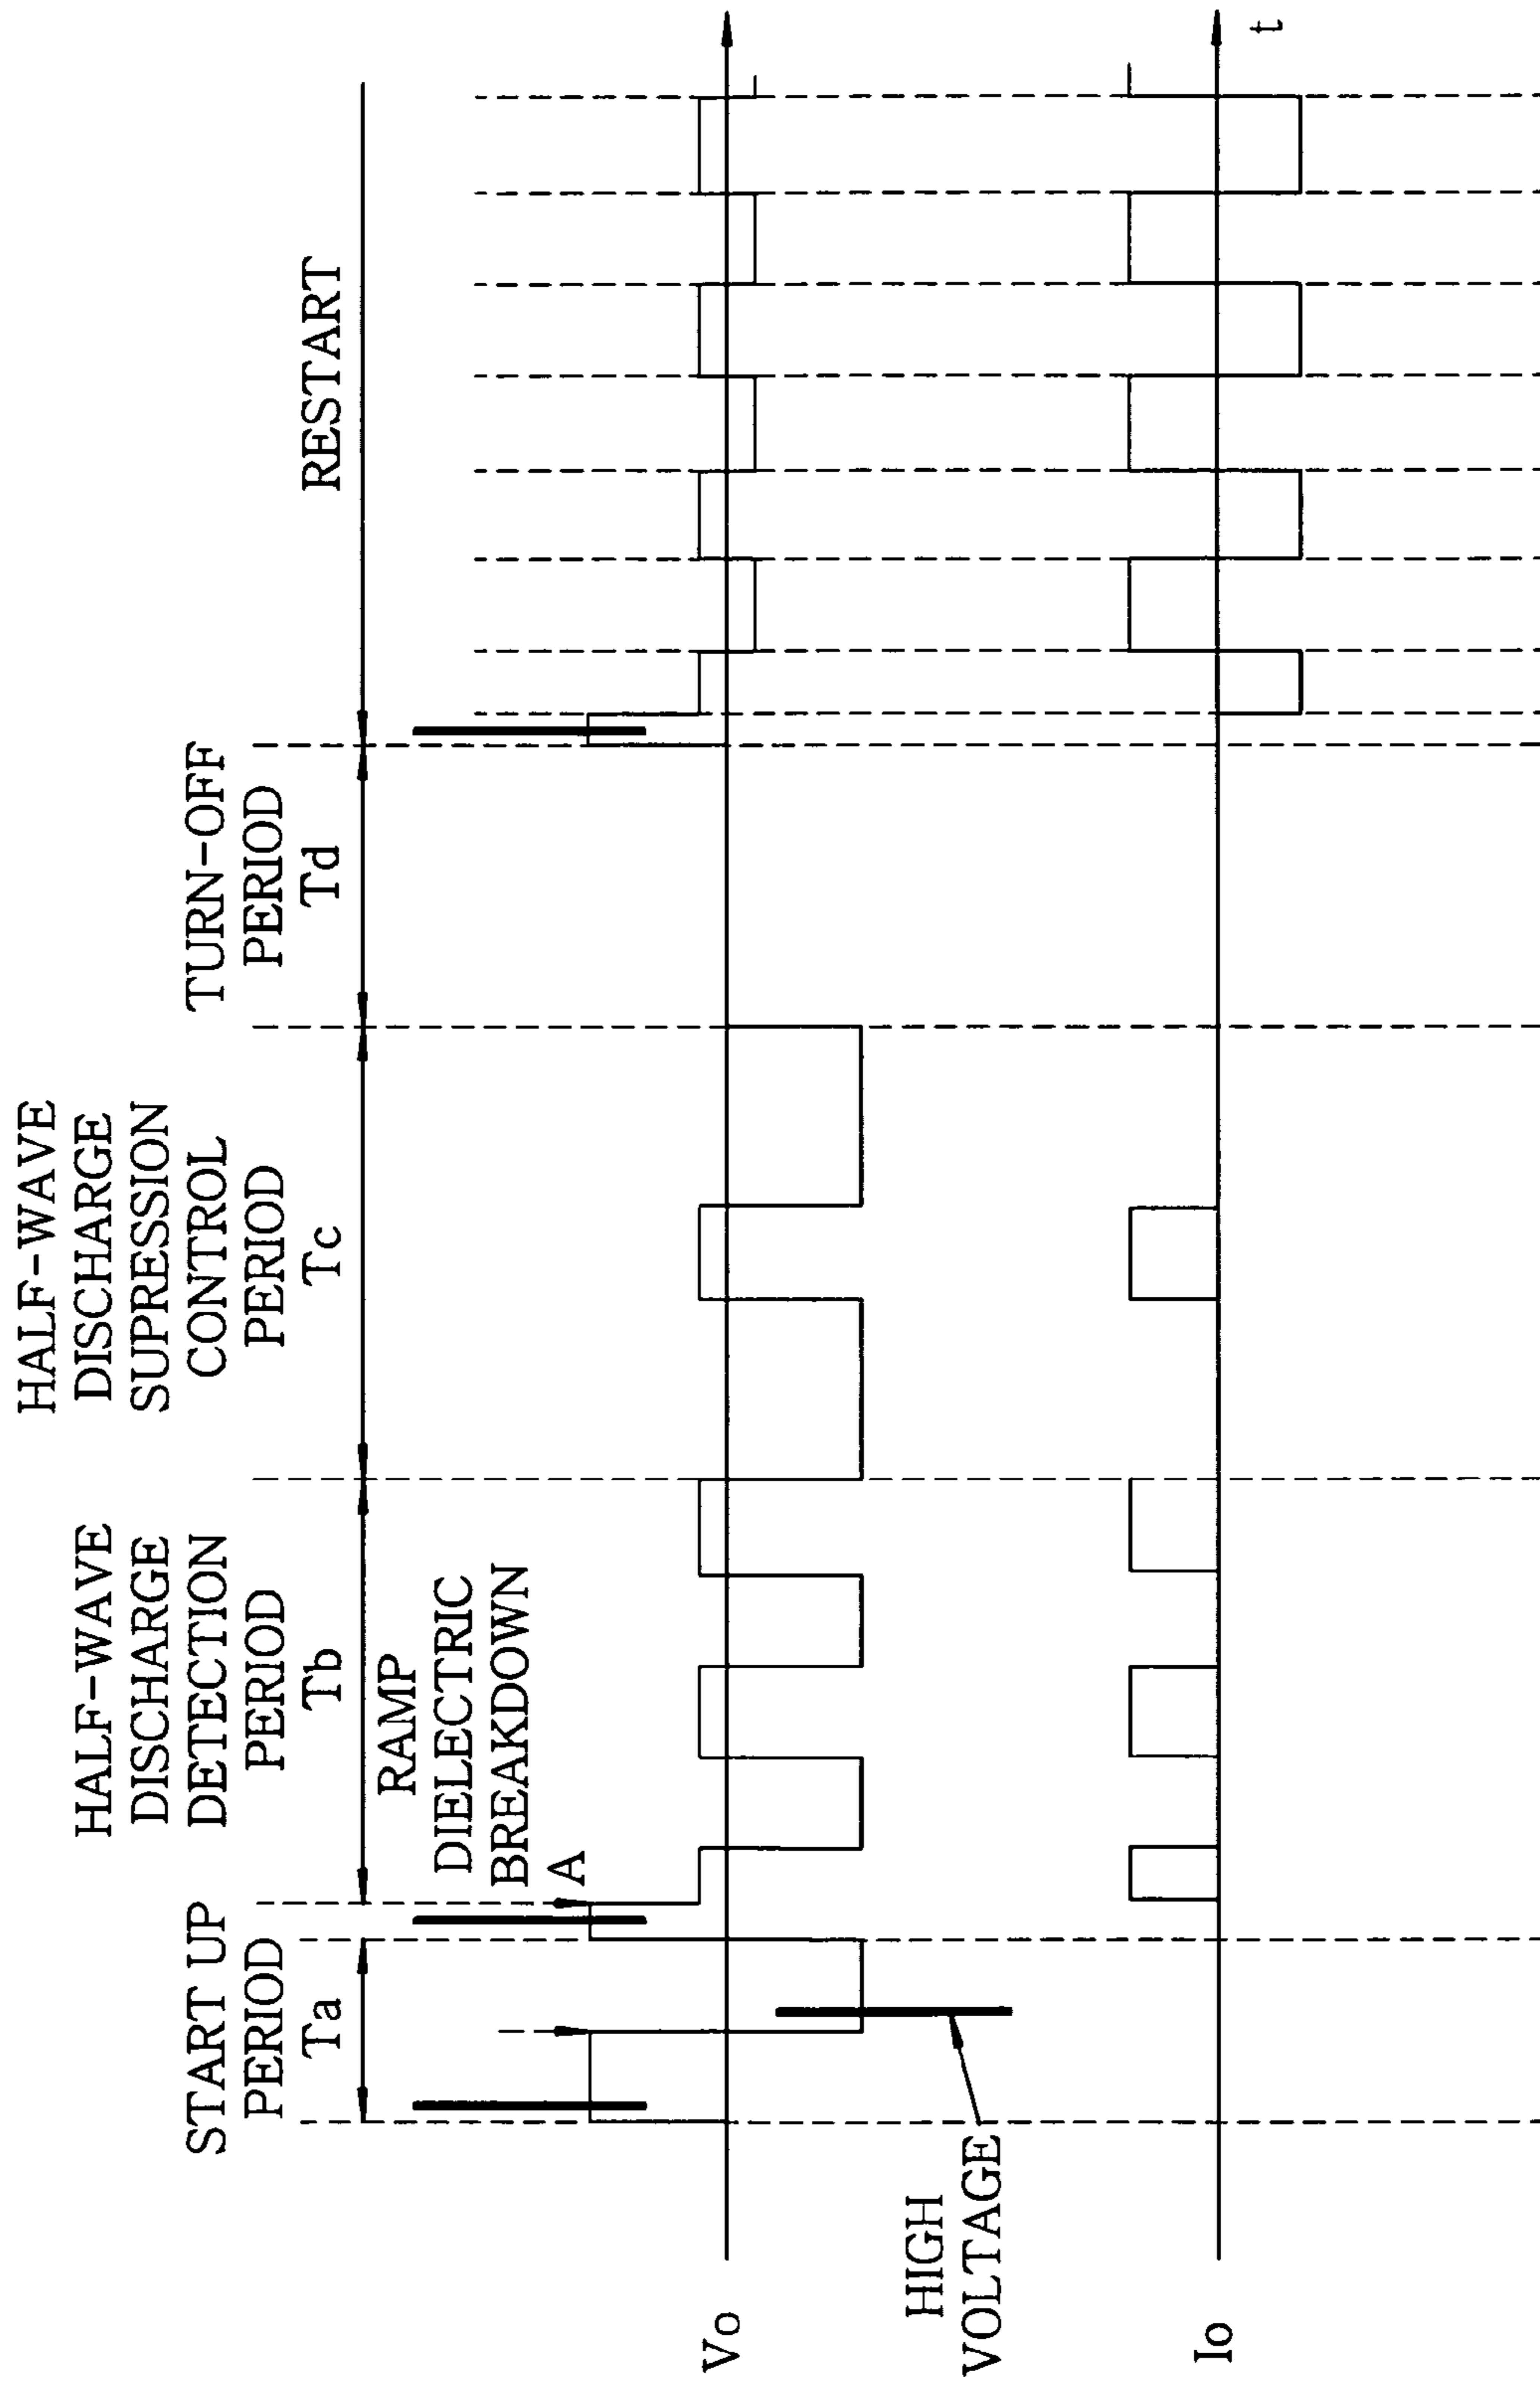 START UP
PERIOD
Ta
HALF-WAVE
DISCHARGE
DETECTION
PERIOD
Tb
HALF-WAVE
DISCHARGE
SUPRESSION
CONTROL
PERIOD
Tc
TURN-OFF
PERIOD
Td
RESTART
RAMP
DIELECTRIC
BREAKDOWN
A
Vo
HIGH
VOLTAGE
Io
t